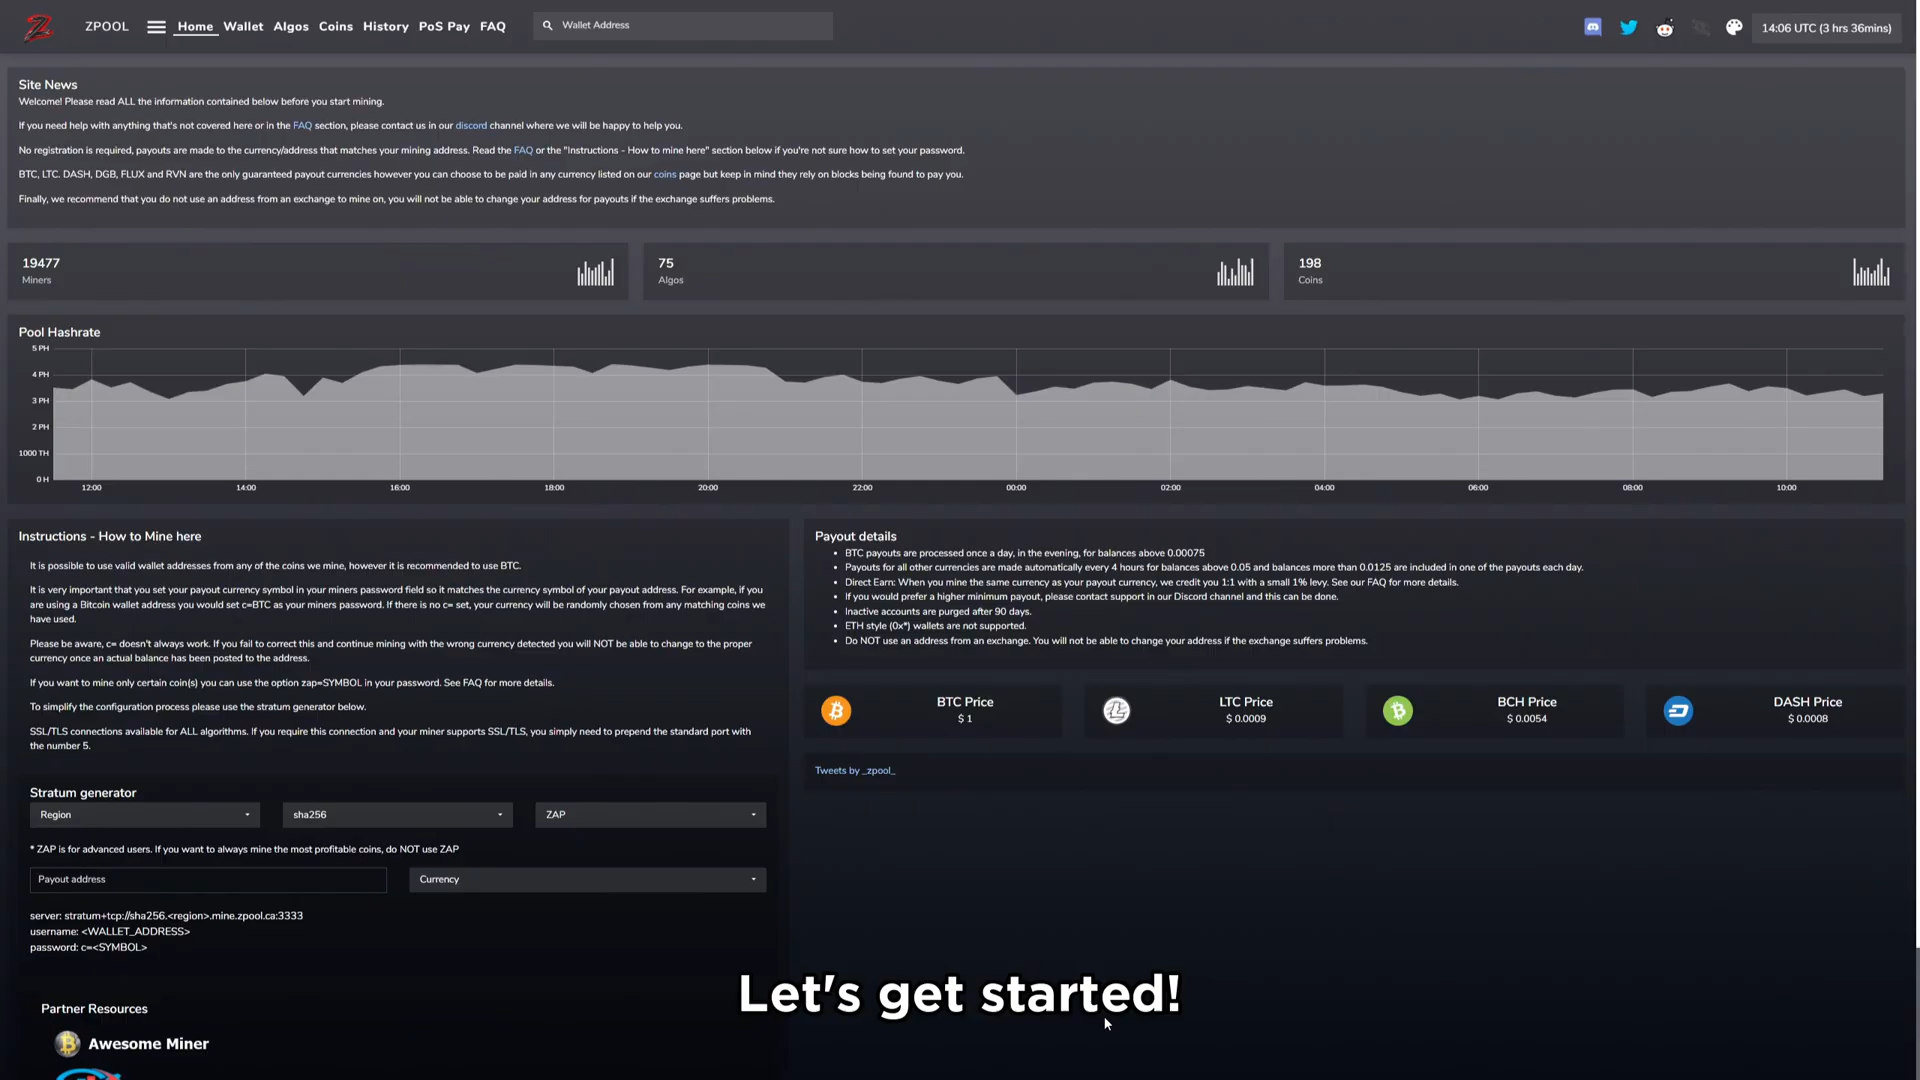 ZPOOL
Home Wallet Algos Coins History PoS Pay FAQ
Wallet Address
14:06 UTC (3 hrs 36mins)
Site News
Welcome! Please read ALL the information contained below before you start mining.
If you need help with anything that's not covered here or in the FAQ section, please contact us in our discord channel where we will be happy to help you.
No registration is required, payouts are made to the currency/address that matches your mining address. Read the FAQ or the "Instructions - How to mine here" section below if you're not sure how to set your password.
BTC, LTC. DASH, DGB, FLUX and RVN are the only guaranteed payout currencies however you can choose to be paid in any currency listed on our coins page but keep in mind they rely on blocks being found to pay you.
Finally, we recommend that you do not use an address from an exchange to mine on, you will not be able to change your address for payouts if the exchange suffers problems.
19477
Miners
75
Algos
198
Coins
Pool Hashrate
5 PH
4 PH
3 PH
2 PH
1000 TH
0 H
12:00 14:00 16:00 18:00 20:00 22:00 00:00 02:00 04:00 06:00 08:00 10:00
Instructions - How to Mine here
It is possible to use valid wallet addresses from any of the coins we mine, however it is recommended to use BTC.
It is very important that you set your payout currency symbol in your miners password field so it matches the currency symbol of your payout address. For example, if you
are using a Bitcoin wallet address you would set c=BTC as your miners password. If there is no c= set, your currency will be randomly chosen from any matching coins we
have used.
Please be aware, c= doesn't always work. If you fail to correct this and continue mining with the wrong currency detected you will NOT be able to change to the proper
currency once an actual balance has been posted to the address.
If you want to mine only certain coin(s) you can use the option zap=SYMBOL in your password. See FAQ for more details.
To simplify the configuration process please use the stratum generator below.
SSL/TLS connections available for ALL algorithms. If you require this connection and your miner supports SSL/TLS, you simply need to prepend the standard port with
the number 5.
Stratum generator
Region
sha256
ZAP
* ZAP is for advanced users. If you want to always mine the most profitable coins, do NOT use ZAP
Payout address
Currency
server: stratum+tcp://sha256.<region>.mine.zpool.ca:3333
username: <WALLET_ADDRESS>
password: c=<SYMBOL>
Partner Resources
Awesome Miner
Payout details
• BTC payouts are processed once a day, in the evening, for balances above 0.00075
• Payouts for all other currencies are made automatically every 4 hours for balances above 0.05 and balances more than 0.0125 are included in one of the payouts each day.
• Direct Earn: When you mine the same currency as your payout currency, we credit you 1:1 with a small 1% levy. See our FAQ for more details.
• If you would prefer a higher minimum payout, please contact support in our Discord channel and this can be done.
• Inactive accounts are purged after 90 days.
• ETH style (0x*) wallets are not supported.
• Do NOT use an address from an exchange. You will not be able to change your address if the exchange suffers problems.
BTC Price
$ 1
LTC Price
$ 0.0009
BCH Price
$ 0.0054
DASH Price
$ 0.0008
Tweets by _zpool_
Let's get started!